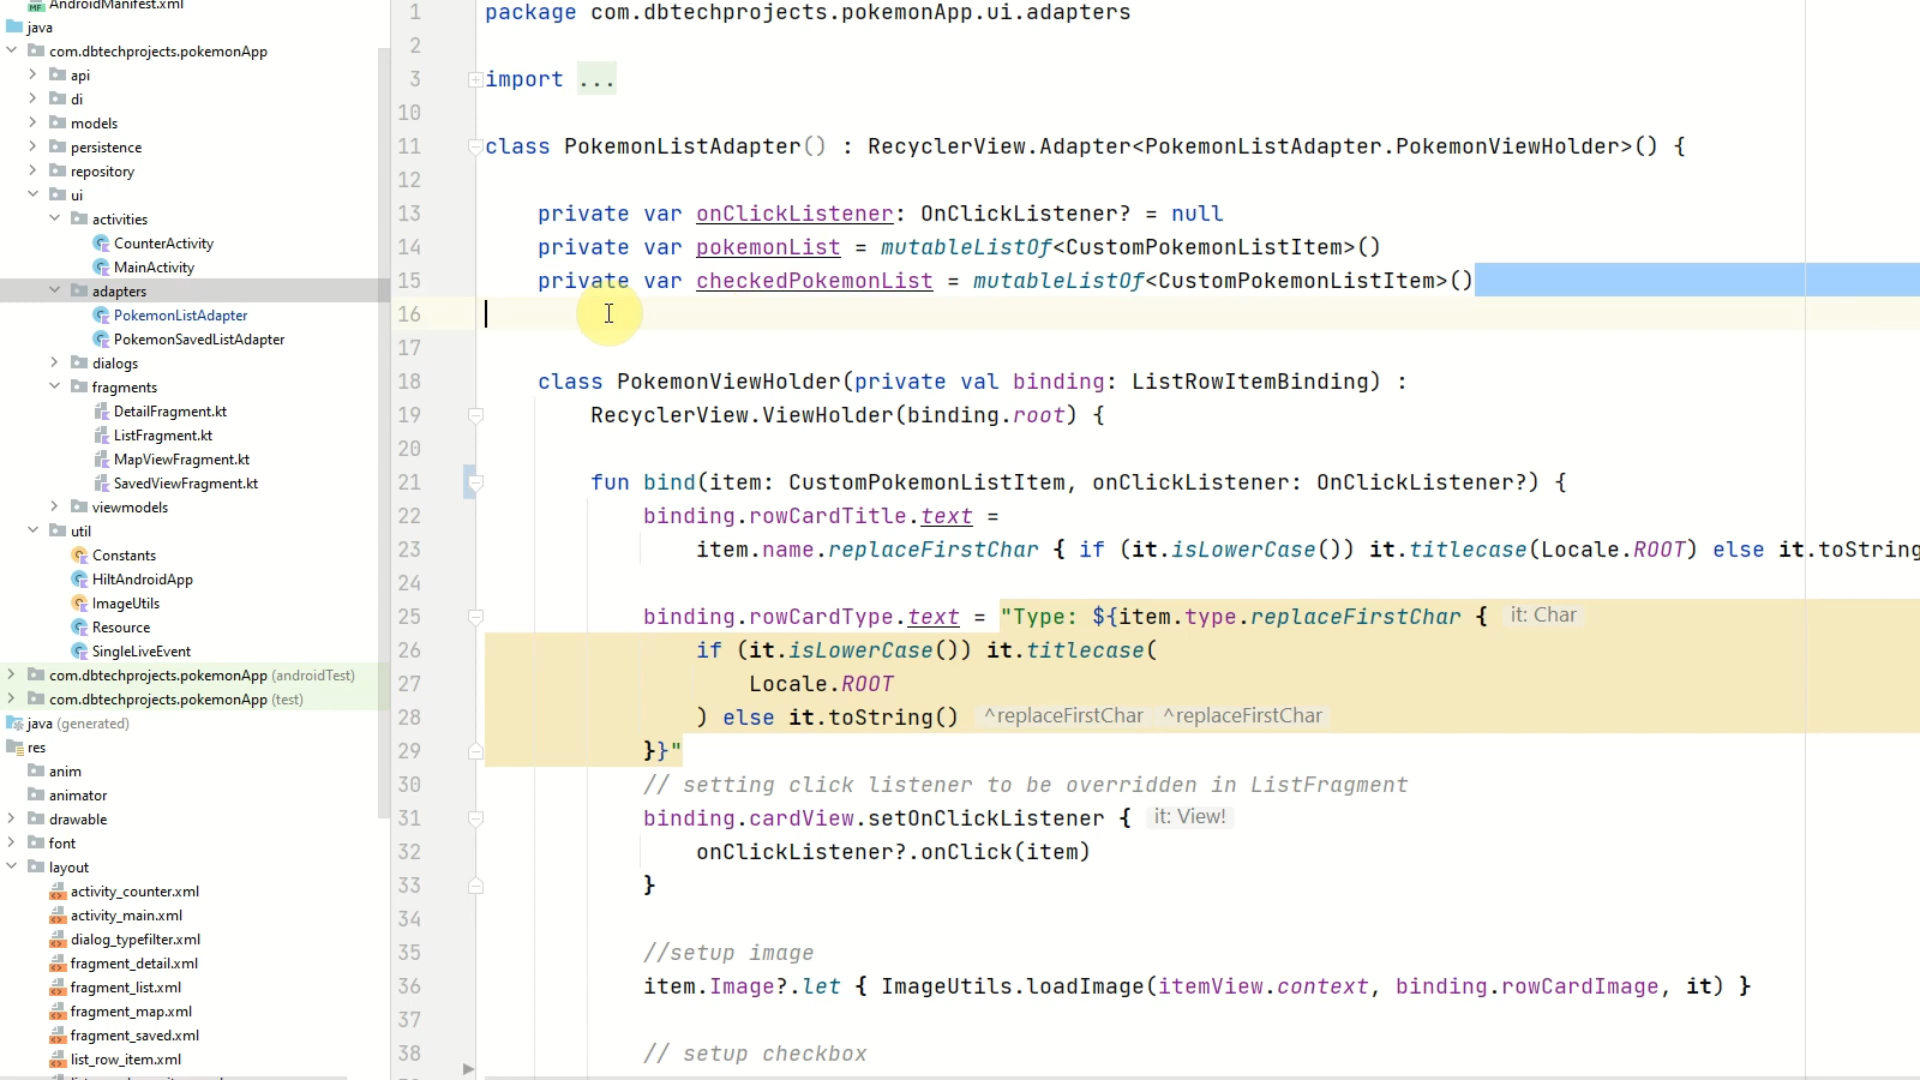 AndroidManifest.xml
java
com.dbtechprojects.pokemonApp
api
di
models
persistence
repository
ui
activities
CounterActivity
MainActivity
adapters
PokemonListAdapter
PokemonSavedListAdapter
dialogs
fragments
DetailFragment.kt
ListFragment.kt
MapViewFragment.kt
SavedViewFragment.kt
viewmodels
util
Constants
HiltAndroidApp
ImageUtils
Resource
SingleLiveEvent
com.dbtechprojects.pokemonApp (androidTest)
com.dbtechprojects.pokemonApp (test)
java (generated)
res
anim
animator
drawable
font
layout
activity_counter.xml
activity_main.xml
dialog_typefilter.xml
fragment_detail.xml
fragment_list.xml
fragment_map.xml
fragment_saved.xml
list_row_item.xml
1 package com.dbtechprojects.pokemonApp.ui.adapters
2
3 import ...
10
11 class PokemonListAdapter() : RecyclerView.Adapter<PokemonListAdapter.PokemonViewHolder>() {
12
13 private var onClickListener: OnClickListener? = null
14 private var pokemonList = mutableListOf<CustomPokemonListItem>()
15 private var checkedPokemonList = mutableListOf<CustomPokemonListItem>()
16
17
18 class PokemonViewHolder(private val binding: ListRowItemBinding) :
19 RecyclerView.ViewHolder(binding.root) {
20
21 fun bind(item: CustomPokemonListItem, onClickListener: OnClickListener?) {
22 binding.rowCardTitle.text =
23 item.name.replaceFirstChar { if (it.isLowerCase()) it.titlecase(Locale.ROOT) else it.toString
24
25 binding.rowCardType.text = "Type: ${item.type.replaceFirstChar { it: Char
26 if (it.isLowerCase()) it.titlecase(
27 Locale.ROOT
28 ) else it.toString() ^replaceFirstChar ^replaceFirstChar
29 }}"
30 // setting click listener to be overridden in ListFragment
31 binding.cardView.setOnClickListener { it: View!
32 onClickListener?.onClick(item)
33 }
34
35 //setup image
36 item.Image?.let { ImageUtils.loadImage(itemView.context, binding.rowCardImage, it) }
37
38 // setup checkbox